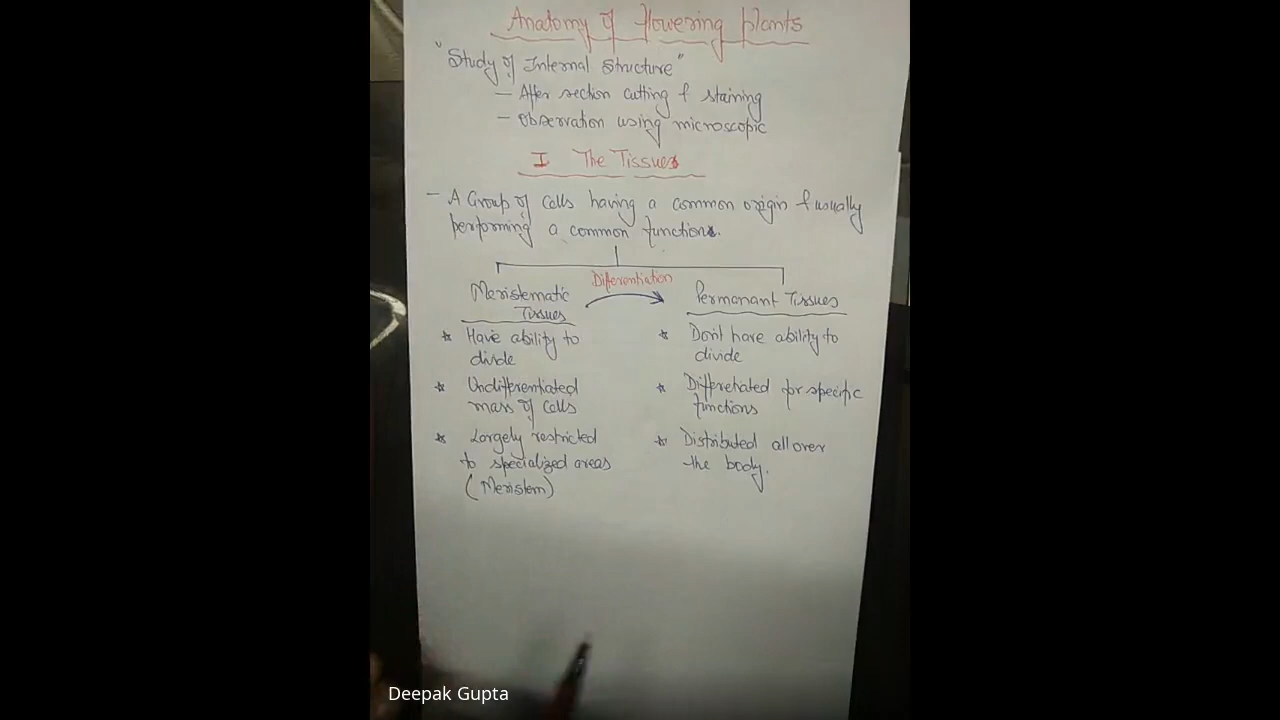 Anatomy of flowering plants
"Study of Internal Structure"
— After section cutting & staining
— Observation using microscopic
I The Tissues
— A Group of cells having a common origin & usually
performing a common function.
Differentiation
Meristematic
Tissues
* Have ability to
divide
* Undifferentiated
mass of cells
* Largely restricted
to specialized areas
(Meristem)
Permanant Tissues
* Don't have ability to
divide
* Differetiated for specific
functions
* Distributed all over
the body.
Deepak Gupta